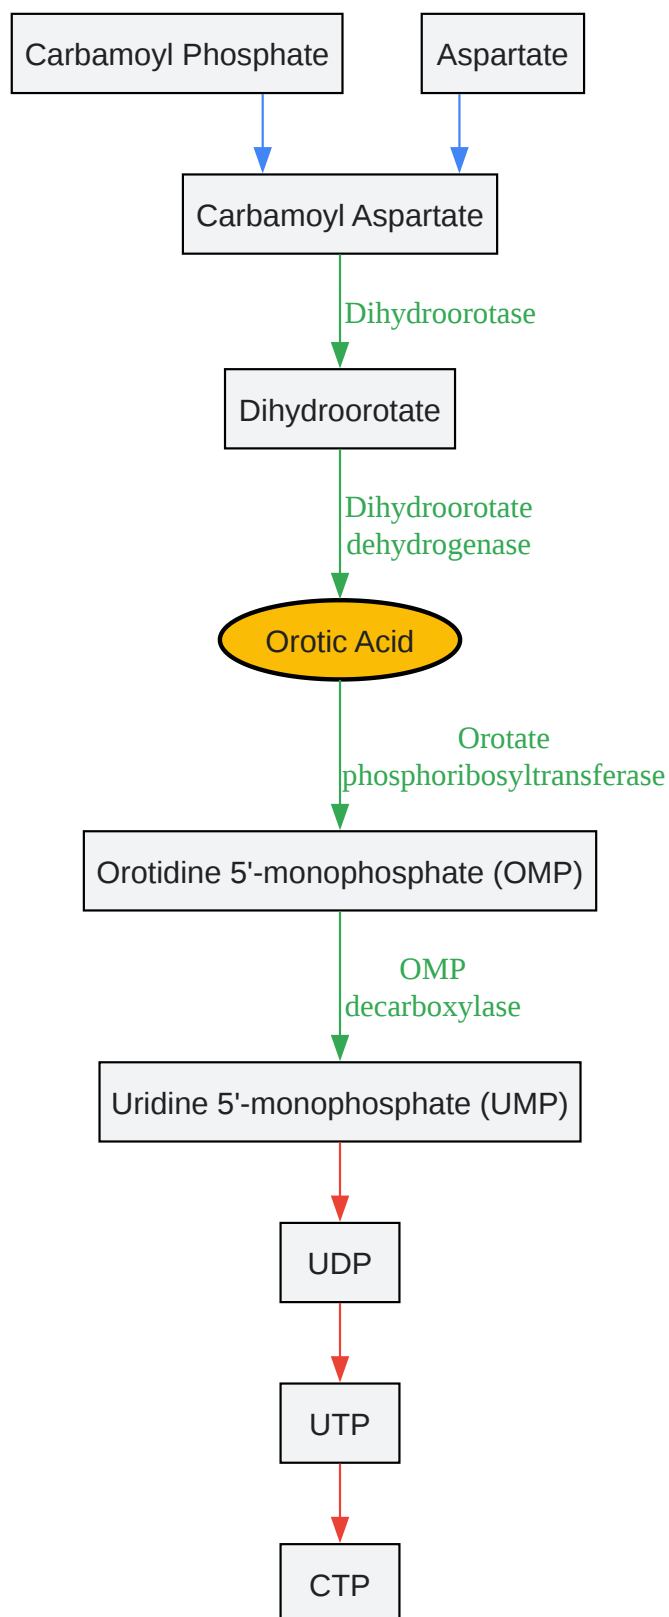 Carbamoyl Phosphate
Aspartate
Carbamoyl Aspartate
Dihydroorotase
Dihydroorotate
Dihydroorotate
dehydrogenase
Orotic Acid
Orotate
phosphoribosyltransferase
Orotidine 5'-monophosphate (OMP)
OMP
decarboxylase
Uridine 5'-monophosphate (UMP)
UDP
UTP
CTP